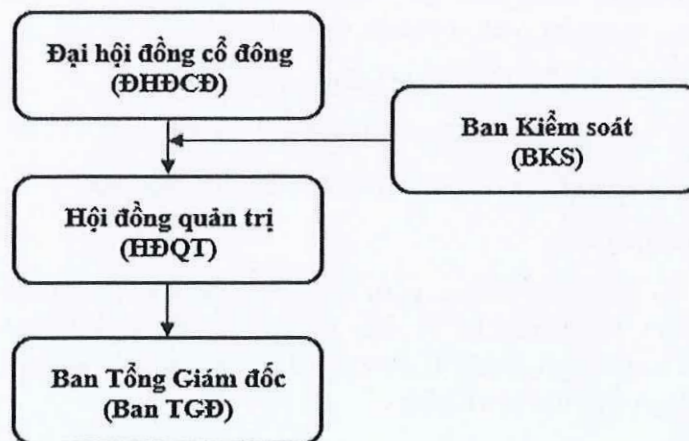 Đại hội đồng cổ đông
(ĐHĐCĐ)
Ban Kiểm soát
(BKS)
Hội đồng quản trị
(HĐQT)
Ban Tổng Giám đốc
(Ban TGĐ)